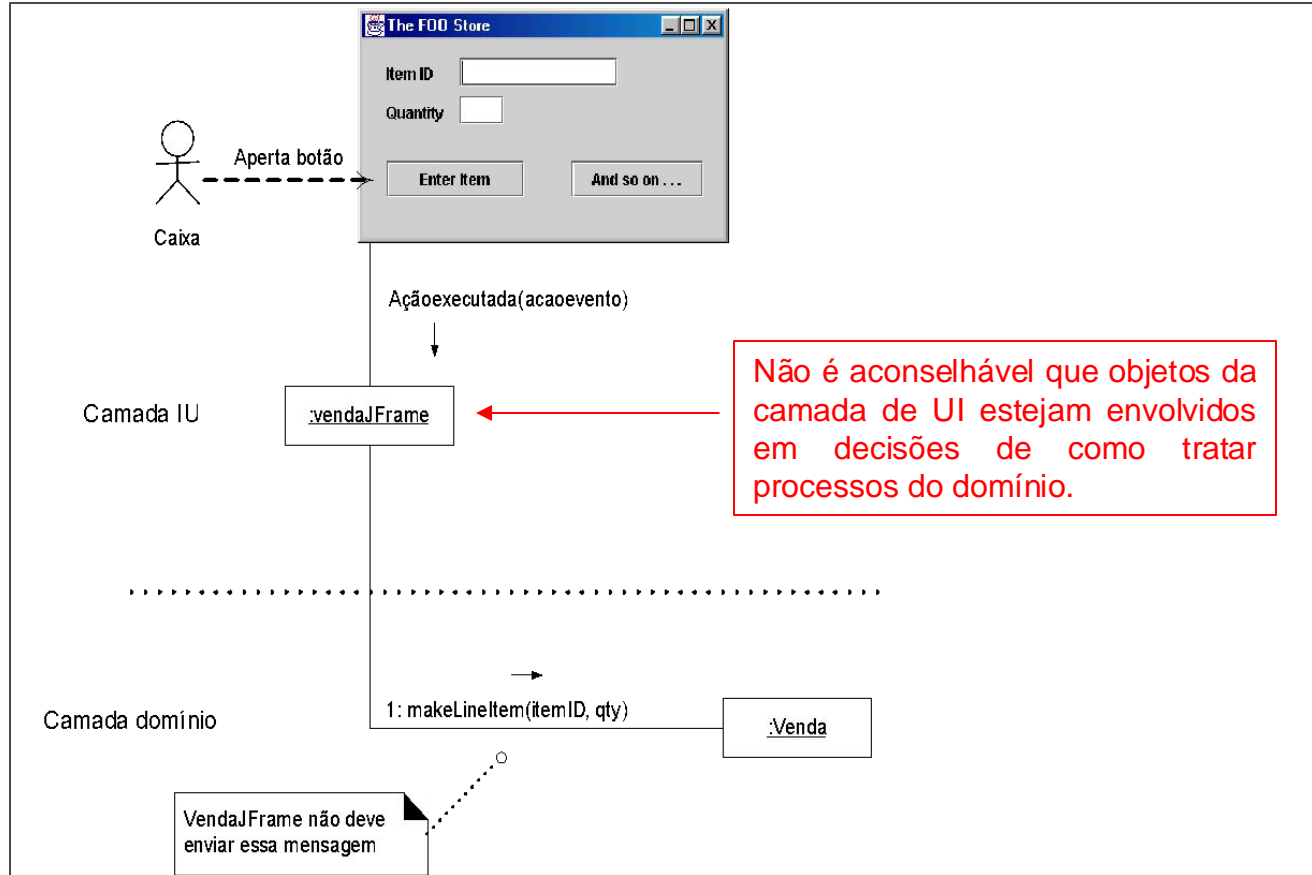 The FOO Store
Item ID
Quantity
Aperta botão
Enter Item
And so on . . .
Caixa
Açãoexecutada(acaoevento)
Não é aconselhável que objetos da
camada de UI estejam envolvidos
em decisões de como tratar
processos do domínio.
Camada IU
:vendaJFrame
1: makeLineItem(itemID, qty)
Camada domínio
:Venda
VendaJFrame não deve
enviar essa mensagem